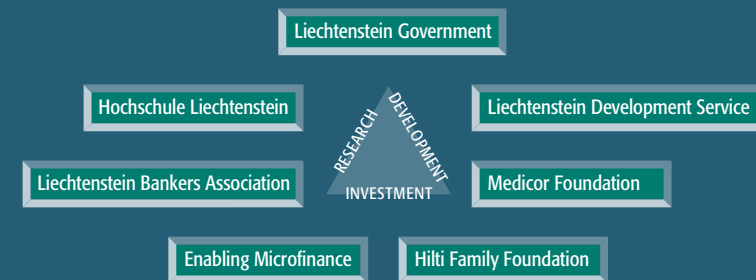 Liechtenstein Government
Hochschule Liechtenstein
RESEARCH
DEVELOPMENT
INVESTMENT
Liechtenstein Development Service
Liechtenstein Bankers Association
Medicor Foundation
Enabling Microfinance
Hilti Family Foundation